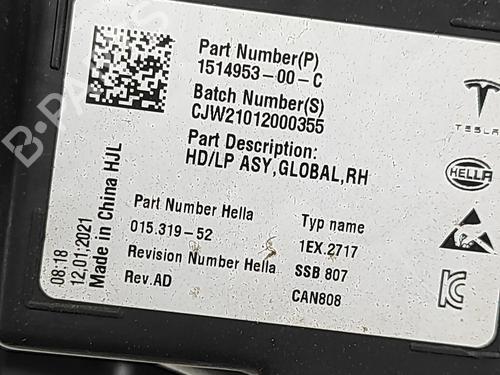 Part Number(P)
1514953-00-C
Batch Number(S)
CJW21012000355
Part Description:
HD/LP ASY,GLOBAL,RH
TESLA
HELLA
Part Number Hella
015.319-52
Revision Number Hella
Rev.AD
Typ name
1EX.2717
SSB 807
CAN808
08:18
12,01,2021
Made in China HJL
B-PARTS